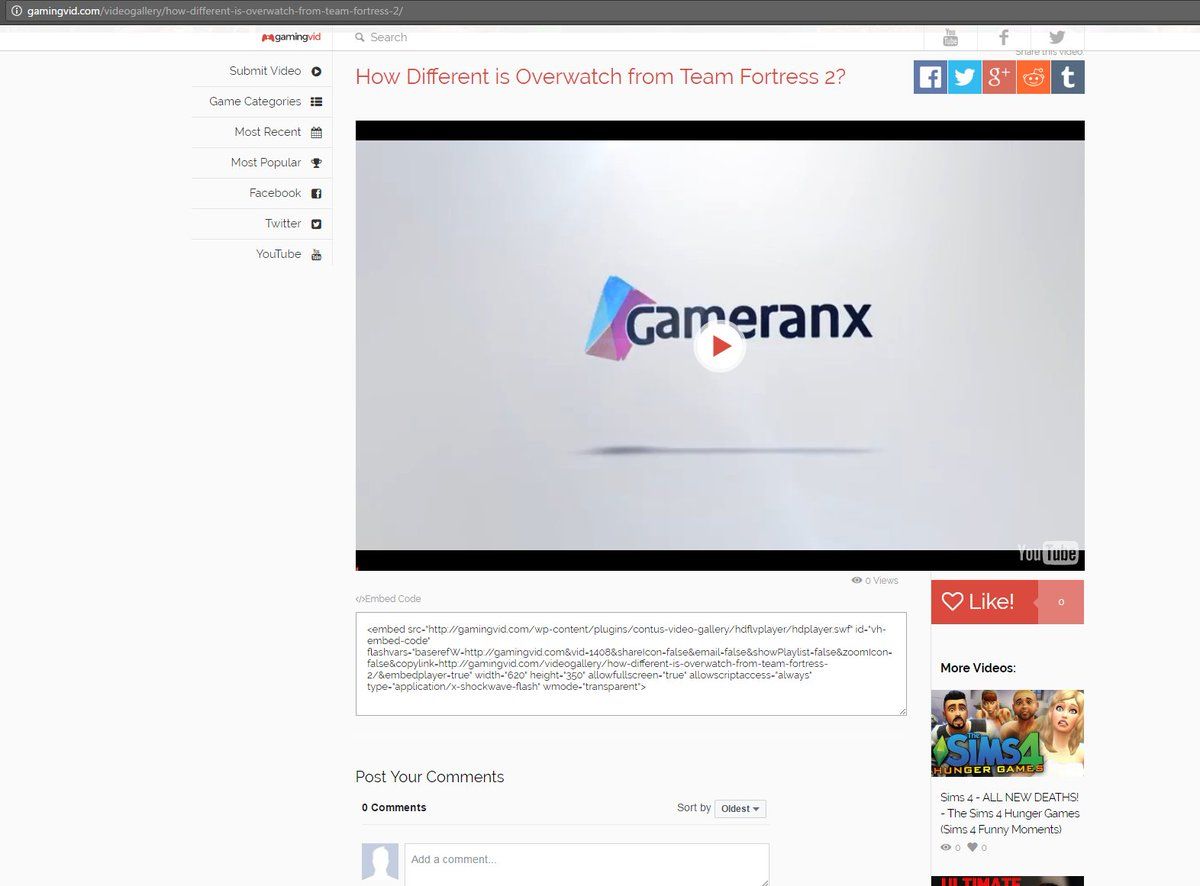 gamingvid.com/videogallery/how-different-is-overwatch-from-team-fortress-2/
gamingvid
Search
You Tube
Share this video
Submit Video
Game Categories
Most Recent
Most Popular
Facebook
Twitter
YouTube
How Different is Overwatch from Team Fortress 2?
Gameranx
YouTube
0 Views
</>Embed Code
<embed src="http://gamingvid.com/wp-content/plugins/contus-video-gallery/hdflvplayer/hdplayer.swf" id="vh-
embed-code"
flashvars="baserefW=http://gamingvid.com&vid=1408&shareIcon=false&email=false&showPlaylist=false&zoomIcon=
false&copylink=http://gamingvid.com/videogallery/how-different-is-overwatch-from-team-fortress-
2/&embedplayer=true" width="620" height="350" allowfullscreen="true" allowscriptaccess="always"
type="application/x-shockwave-flash" wmode="transparent">
Like! 0
More Videos:
The SIMS 4
HUNGER GAMES
Sims 4 - ALL NEW DEATHS!
- The Sims 4 Hunger Games
(Sims 4 Funny Moments)
0 0
ULTIMATE
Post Your Comments
0 Comments
Sort by Oldest
Add a comment...